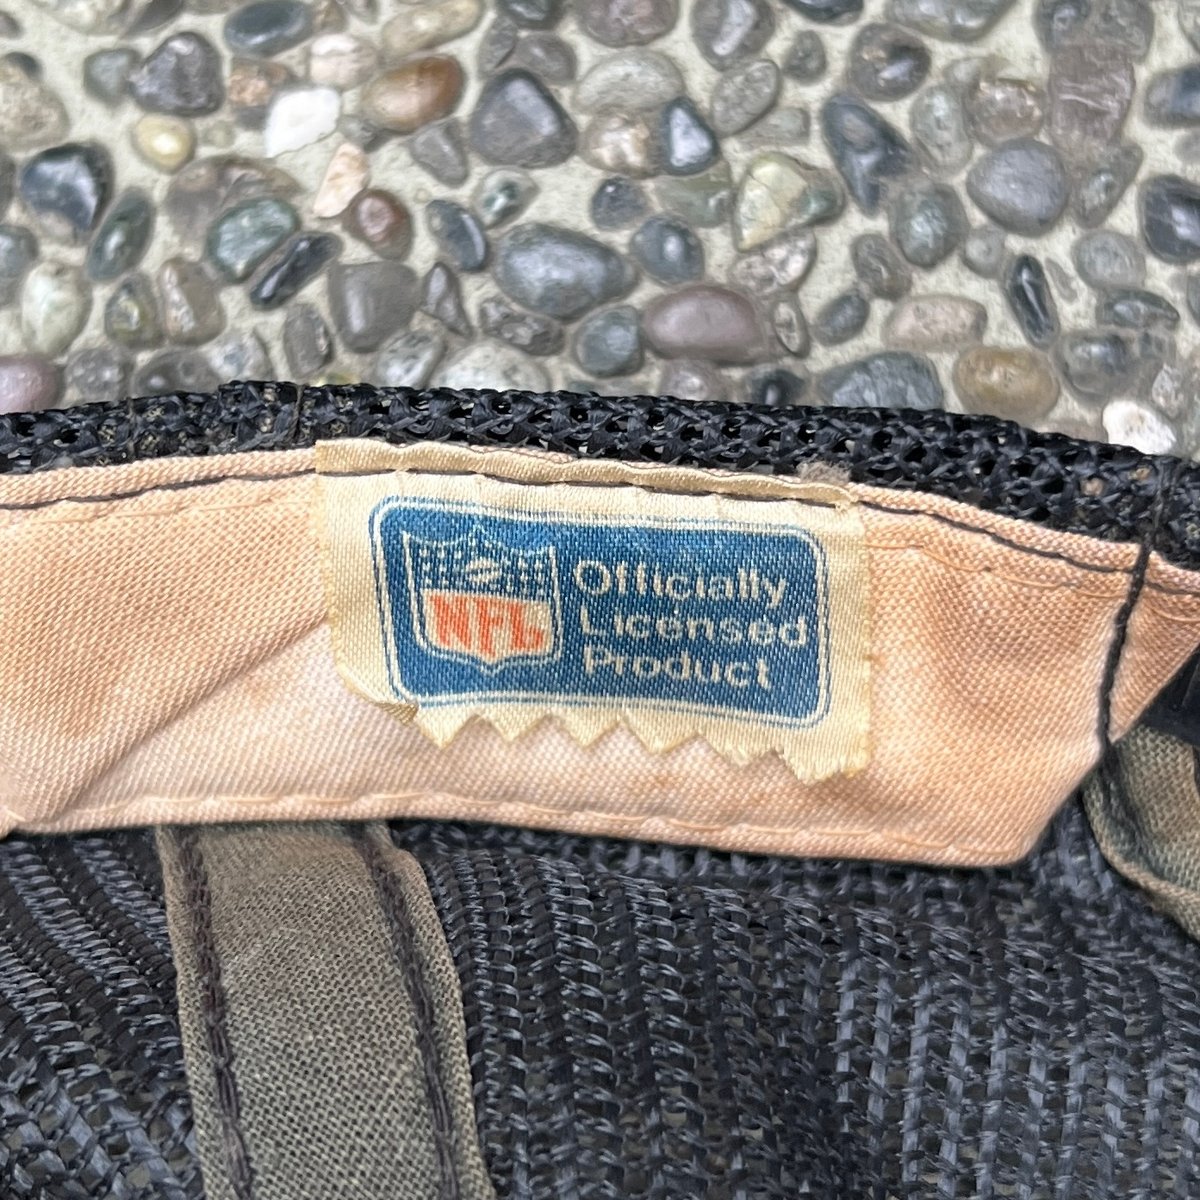 NFL
Officially
Licensed
Product